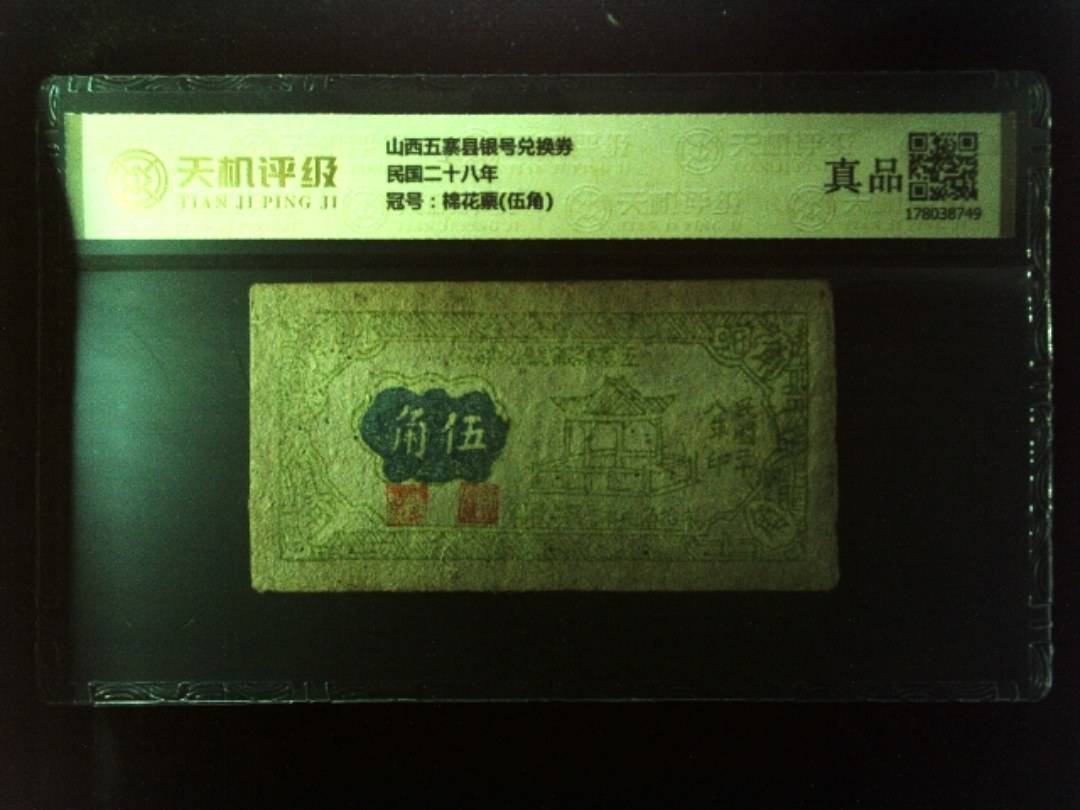 天机评级
TIAN JI PING JI
山西五寨县银号兑换券
民国二十八年
冠号：棉花票(伍角)
真品
178038749
角伍